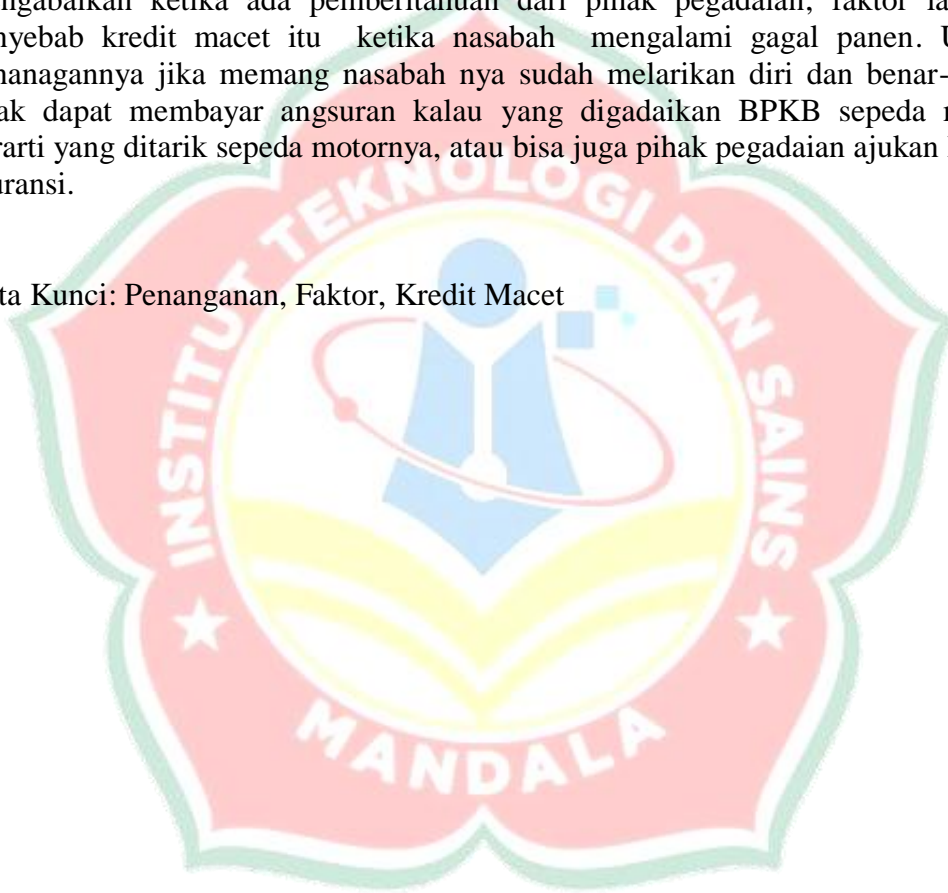 ngabaikan ketika ada pemberitahuan dari pihak pegadaian, faktor la
nyebab kredit macet itu ketika nasabah mengalami gagal panen. U
nanagannya jika memang nasabah nya sudah melarikan diri dan benar-
ak dapat membayar angsuran kalau yang digadaikan BPKB sepeda
rarti yang ditarik sepeda motornya, atau bisa juga pihak pegadaian ajukan
uransi.
ta Kunci: Penanganan, Faktor, Kredit Macet
INSTITUT TEKNOLOGI DAN SAINS
MANDALA